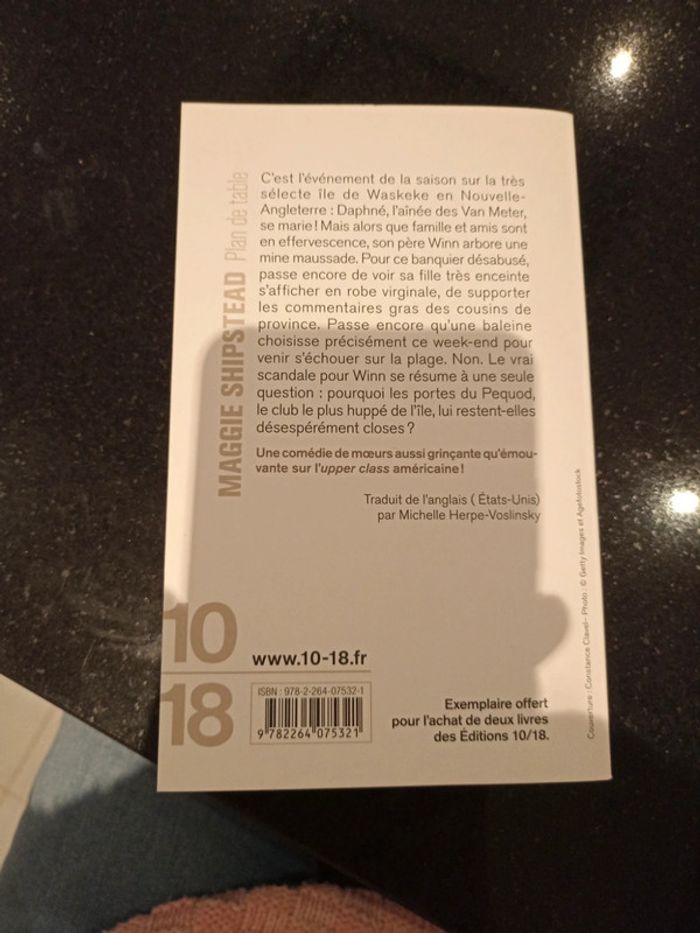 MAGGIE SHIPSTEAD Plan de table
C'est l'événement de la saison sur la très
sélecte île de Waskeke en Nouvelle-
Angleterre : Daphné, l'aînée des Van Meter,
se marie ! Mais alors que famille et amis sont
en effervescence, son père Winn arbore une
mine maussade. Pour ce banquier désabusé,
passe encore de voir sa fille très enceinte
s'afficher en robe virginale, de supporter
les commentaires gras des cousins de
province. Passe encore qu'une baleine
choisisse précisément ce week-end pour
venir s'échouer sur la plage. Non. Le vrai
scandale pour Winn se résume à une seule
question : pourquoi les portes du Pequod,
le club le plus huppé de l'île, lui restent-elles
désespérément closes ?
Une comédie de mœurs aussi grinçante qu'émou-
vante sur l'upper class américaine !
Traduit de l'anglais ( États-Unis)
par Michelle Herpe-Voslinsky
10
18
www.10-18.fr
ISBN : 978-2-264-07532-1
9 782264 075321
Exemplaire offert
pour l'achat de deux livres
des Éditions 10/18.
Couverture : Constance Clavel– Photo : © Getty Images et Agefotostock